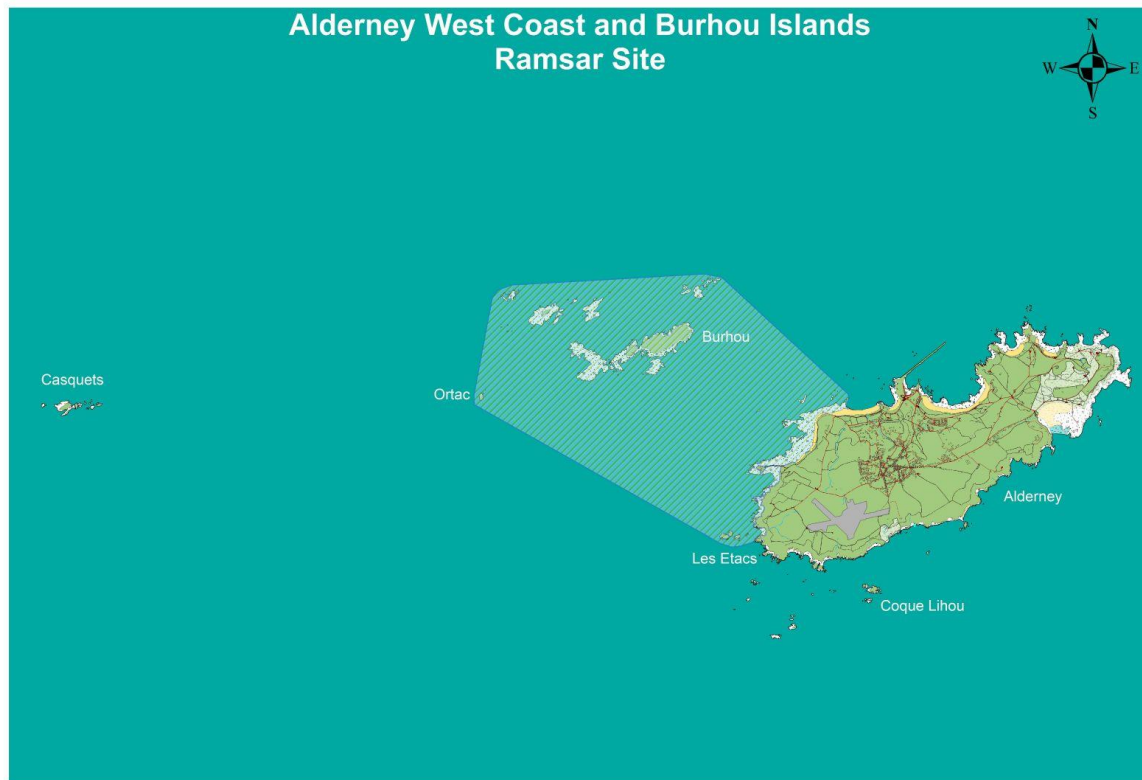 Alderney West Coast and Burhou Islands
Ramsar Site
N
W E
S
Burhou
Casquets
Ortac
Alderney
Les Etacs
Coque Lihou